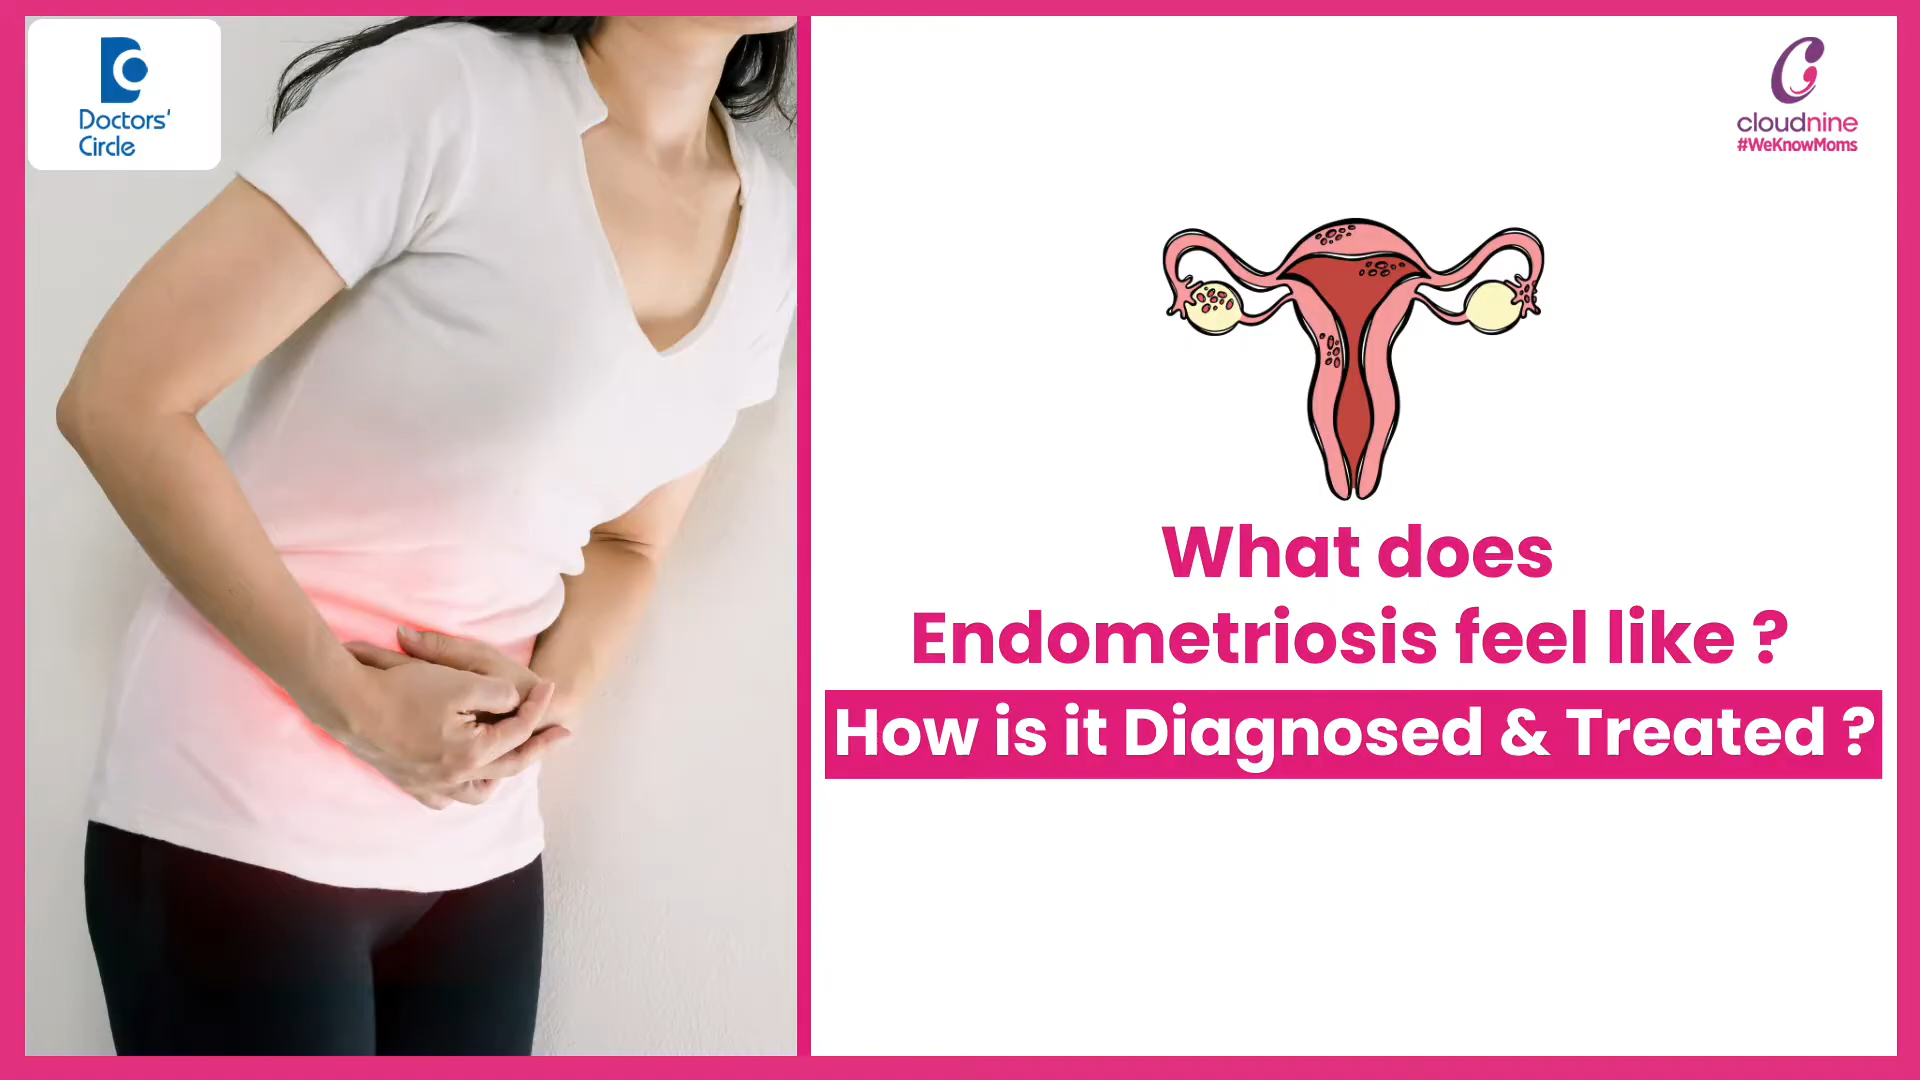 Doctors'
Circle
cloudnine
#WeKnowMoms
What does
Endometriosis feel like ?
How is it Diagnosed & Treated ?